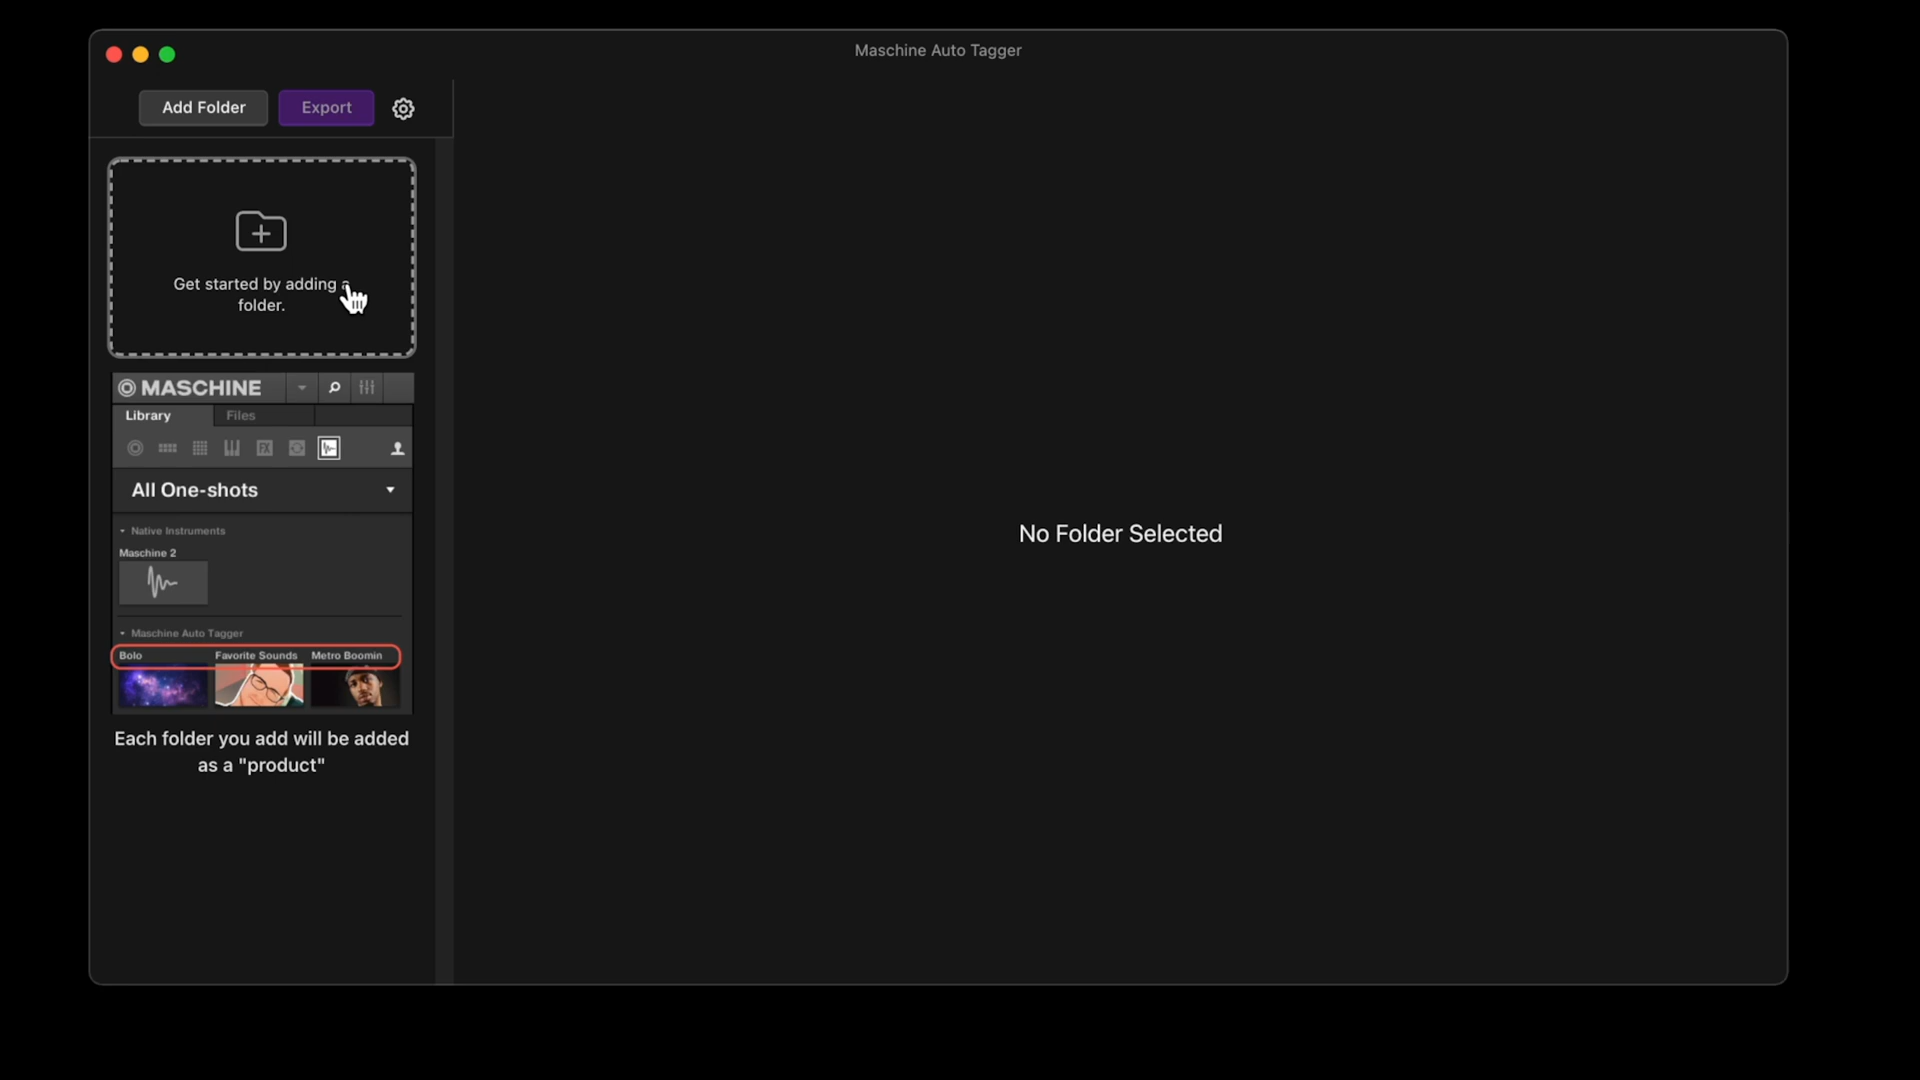 Maschine Auto Tagger
Add Folder
Export
Get started by adding a
folder.
MASCHINE
Library
Files
FX
All One-shots
Native Instruments
Maschine 2
Maschine Auto Tagger
Bolo
Favorite Sounds
Metro Boomin
Each folder you add will be added
as a "product"
No Folder Selected